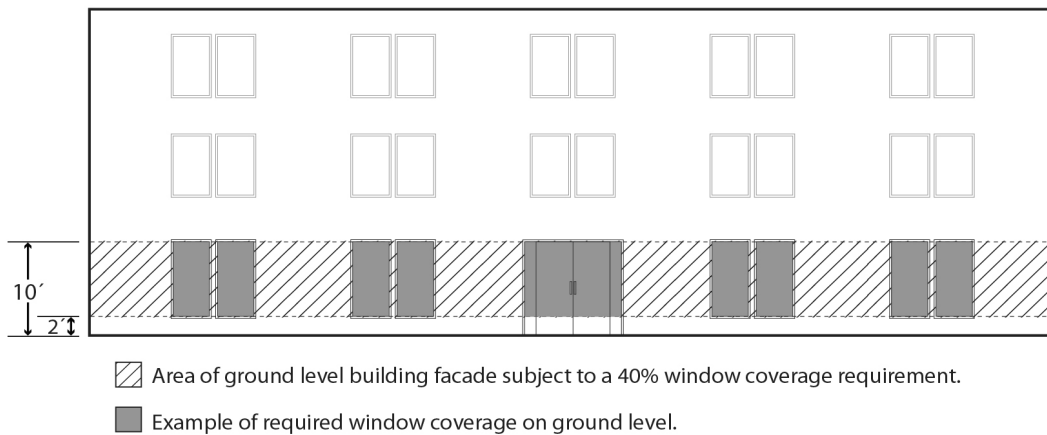 10´
2´
Area of ground level building facade subject to a 40% window coverage requirement.
Example of required window coverage on ground level.